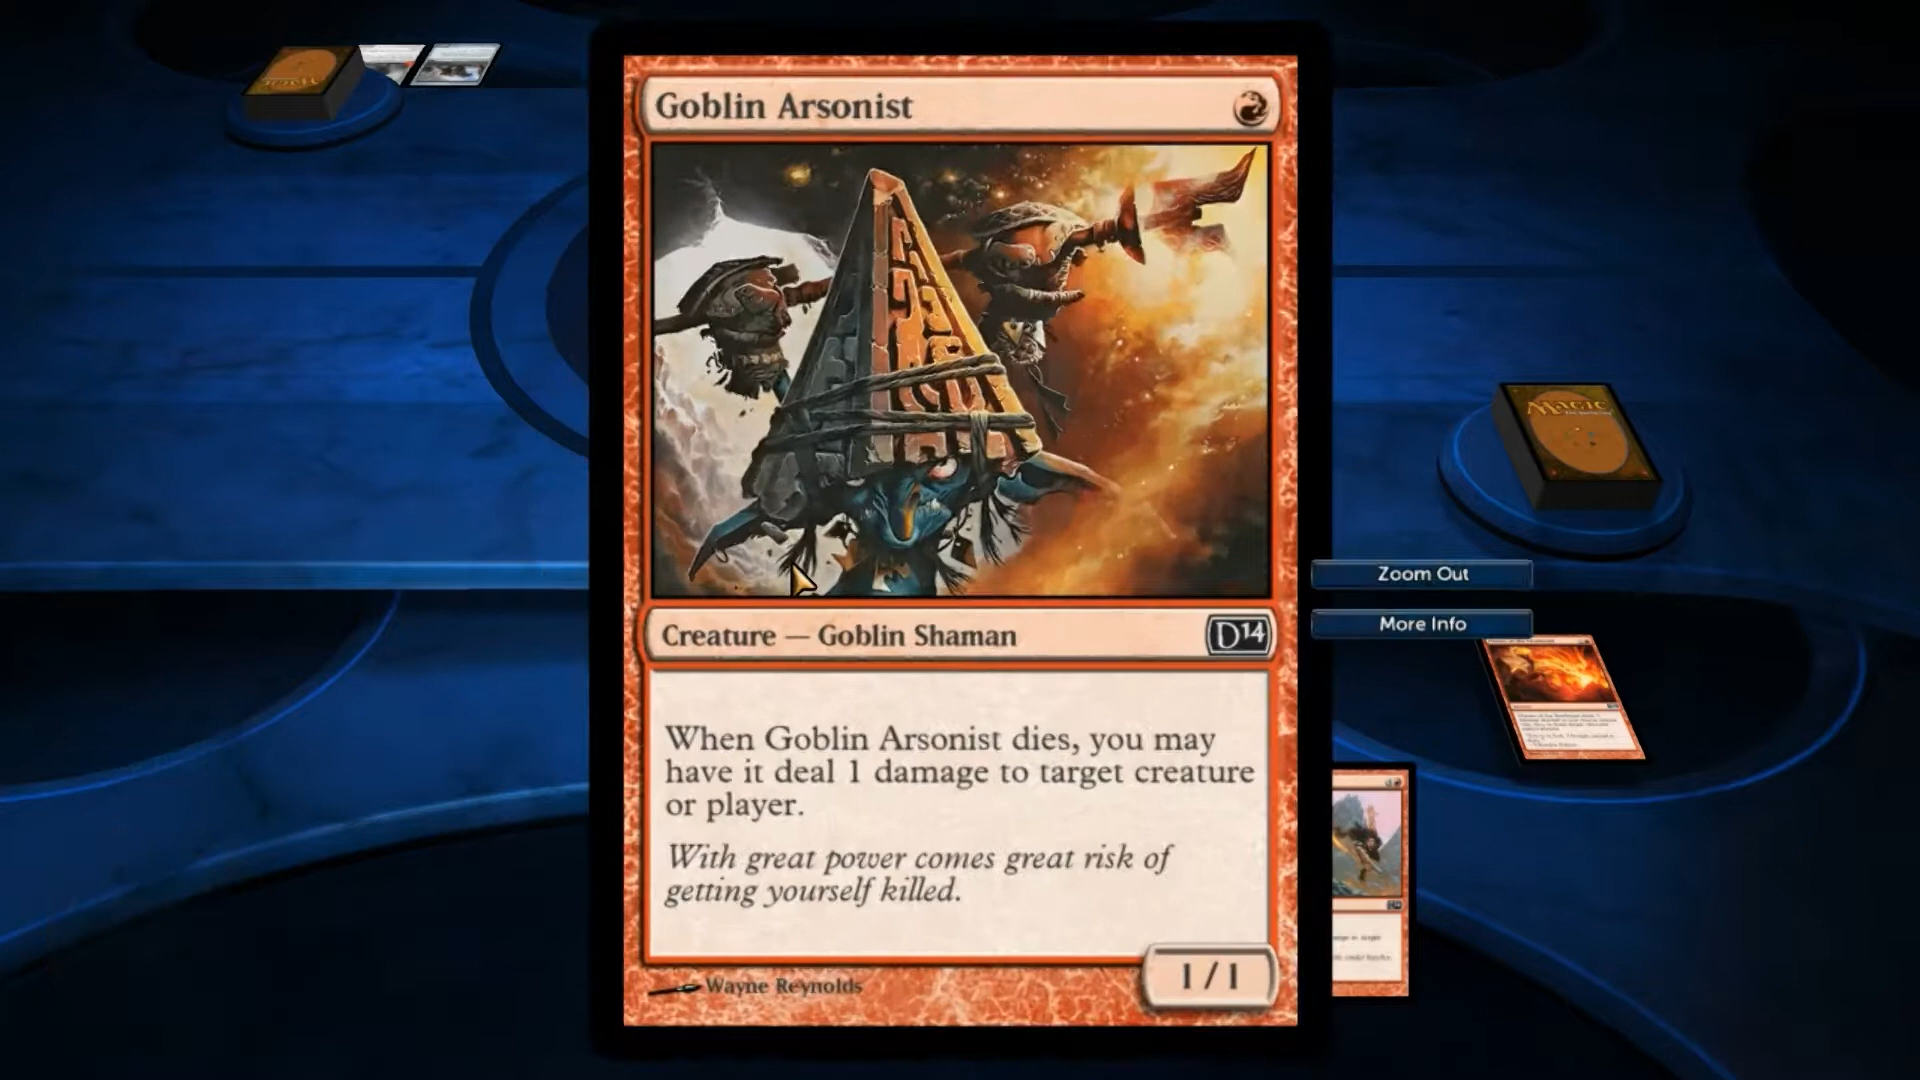 Goblin Arsonist
MAGIC
Zoom Out
Creature — Goblin Shaman
D14
More Info
When Goblin Arsonist dies, you may
have it deal 1 damage to target creature
or player.
With great power comes great risk of
getting yourself killed.
Wayne Reynolds
1/1